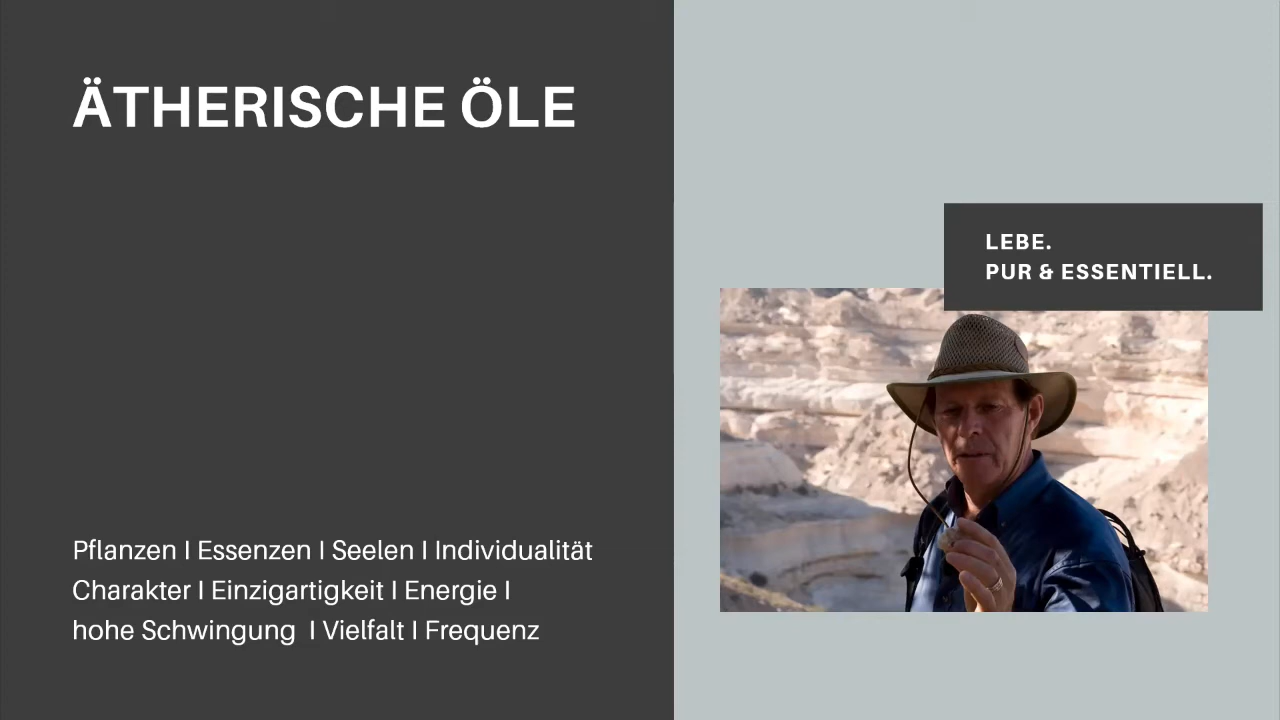 ÄTHERISCHE ÖLE
LEBE.
PUR & ESSENTIELL.
Pflanzen I Essenzen I Seelen I Individualität
Charakter I Einzigartigkeit I Energie I
hohe Schwingung I Vielfalt I Frequenz